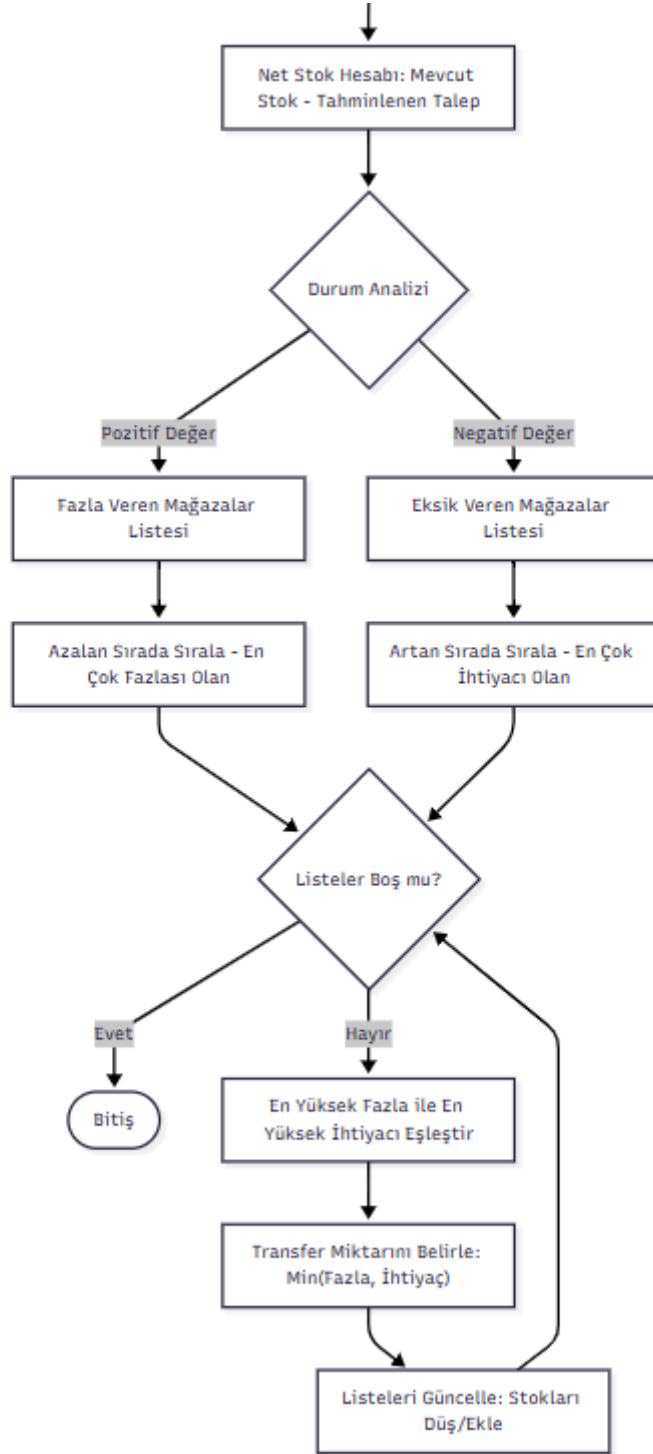 Net Stok Hesabı: Mevcut
Stok - Tahminlenen Talep
Durum Analizi
Pozitif Değer
Negatif Değer
Fazla Veren Mağazalar
Listesi
Eksik Veren Mağazalar
Listesi
Azalan Sırada Sırala - En
Çok Fazlası Olan
Artan Sırada Sırala - En Çok
İhtiyacı Olan
Listeler Boş mu?
Evet
Hayır
Bitiş
En Yüksek Fazla ile En
Yüksek İhtiyacı Eşleştir
Transfer Miktarını Belirle:
Min(Fazla, İhtiyaç)
Listeleri Güncelle: Stokları
Düş/Ekle